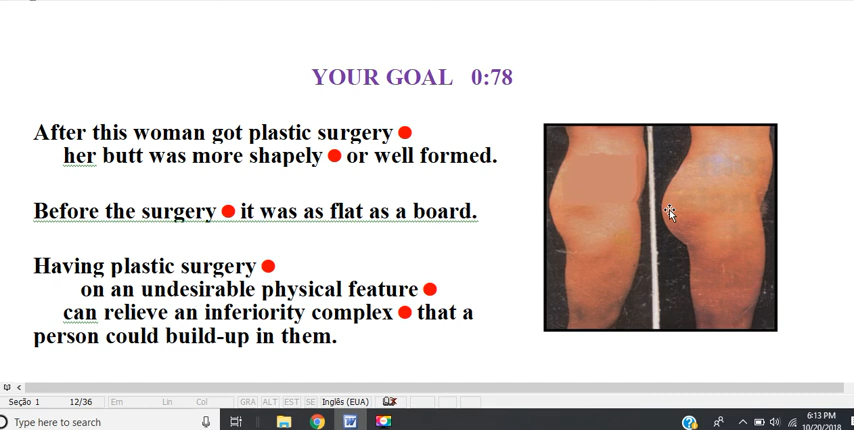 YOUR GOAL 0:78
After this woman got plastic surgery
her butt was more shapely or well formed.
Before the surgery it was as flat as a board.
Having plastic surgery
on an undesirable physical feature
can relieve an inferiority complex that a
person could build-up in them.
Seção 1 12/36 Em Lin Col GRA ALT EST SE Inglês (EUA)
Type here to search
6:13 PM
10/20/2018